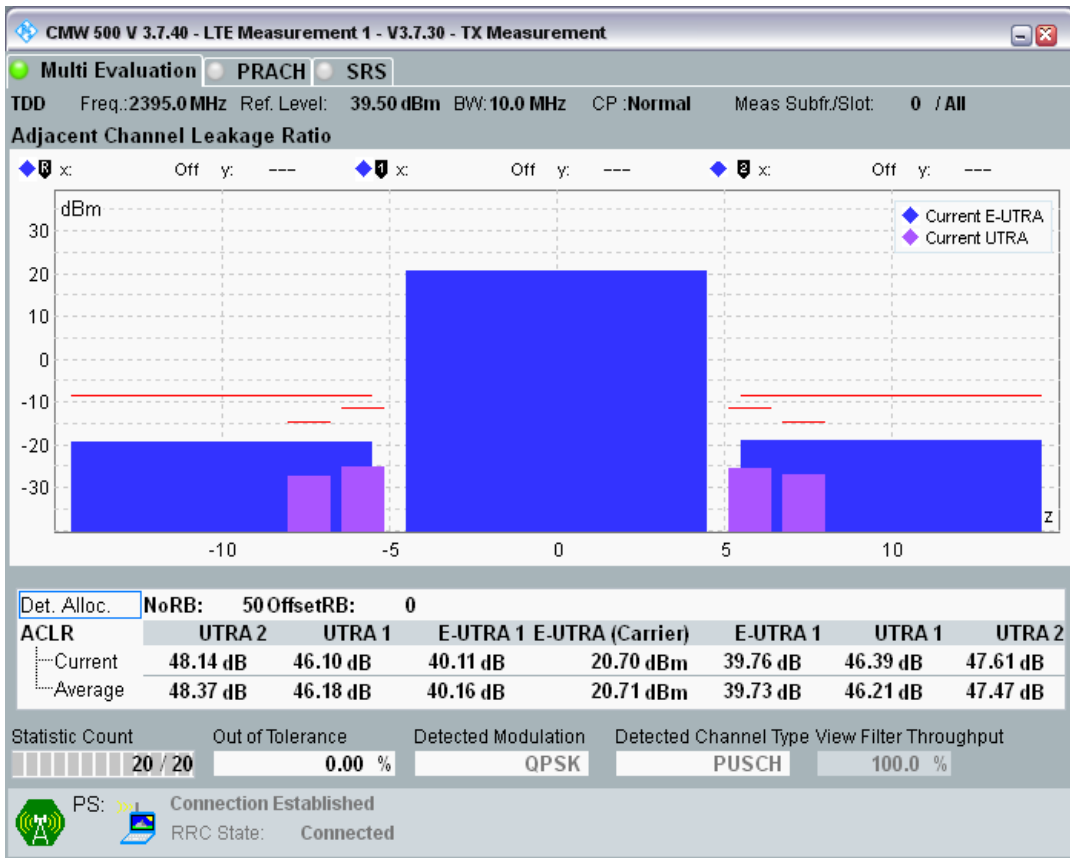 CMW 500 V 3.7.40 - LTE Measurement 1 - V3.7.30 - TX Measurement
Multi Evaluation PRACH SRS
TDD Freq.:2395.0 MHz Ref. Level: 39.50 dBm BW: 10.0 MHz CP :Normal Meas Subfr./Slot: 0 / All
Adjacent Channel Leakage Ratio
R x: Off y: --- 1 x: Off y: --- 2 x: Off y: ---
dBm
Current E-UTRA
Current UTRA
30
20
10
0
-10
-20
-30
z
-10 -5 0 5 10
Det. Alloc. NoRB: 50 OffsetRB: 0
ACLR UTRA 2 UTRA 1 E-UTRA 1 E-UTRA (Carrier) E-UTRA 1 UTRA 1 UTRA 2
Current 48.14 dB 46.10 dB 40.11 dB 20.70 dBm 39.76 dB 46.39 dB 47.61 dB
Average 48.37 dB 46.18 dB 40.16 dB 20.71 dBm 39.73 dB 46.21 dB 47.47 dB
Statistic Count Out of Tolerance Detected Modulation Detected Channel Type View Filter Throughput
20 / 20 0.00 % QPSK PUSCH 100.0 %
PS: Connection Established
RRC State: Connected